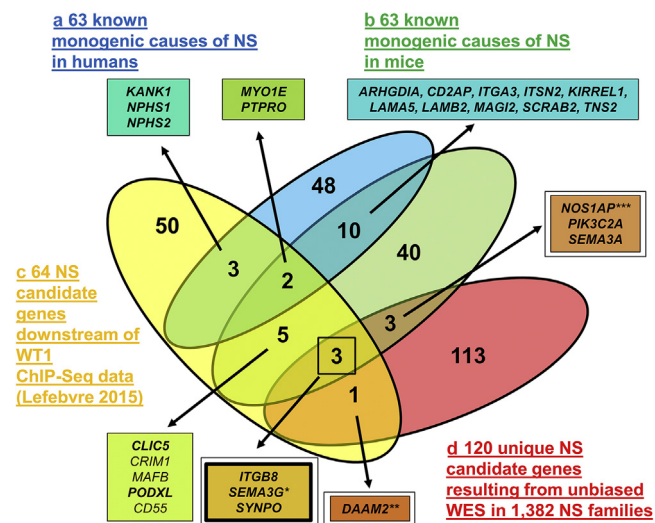 a 63 known
monogenic causes of NS
in humans
b 63 known
monogenic causes of NS
in mice
KANK1
NPHS1
NPHS2
MYO1E
PTPRO
ARHGDIA, CD2AP, ITGA3, ITSN2, KIRREL1,
LAMA5, LAMB2, MAGI2, SCRAB2, TNS2
48
50
10
40
NOS1AP***
PIK3C2A
SEMA3A
3
2
c 64 NS
candidate
genes
downstream of
WT1
ChIP-Seq data
(Lefebvre 2015)
5
3
3
113
1
CLIC5
CRIM1
MAFB
PODXL
CD55
ITGB8
SEMA3G*
SYNPO
DAAM2**
d 120 unique NS
candidate genes
resulting from unbiased
WES in 1,382 NS families